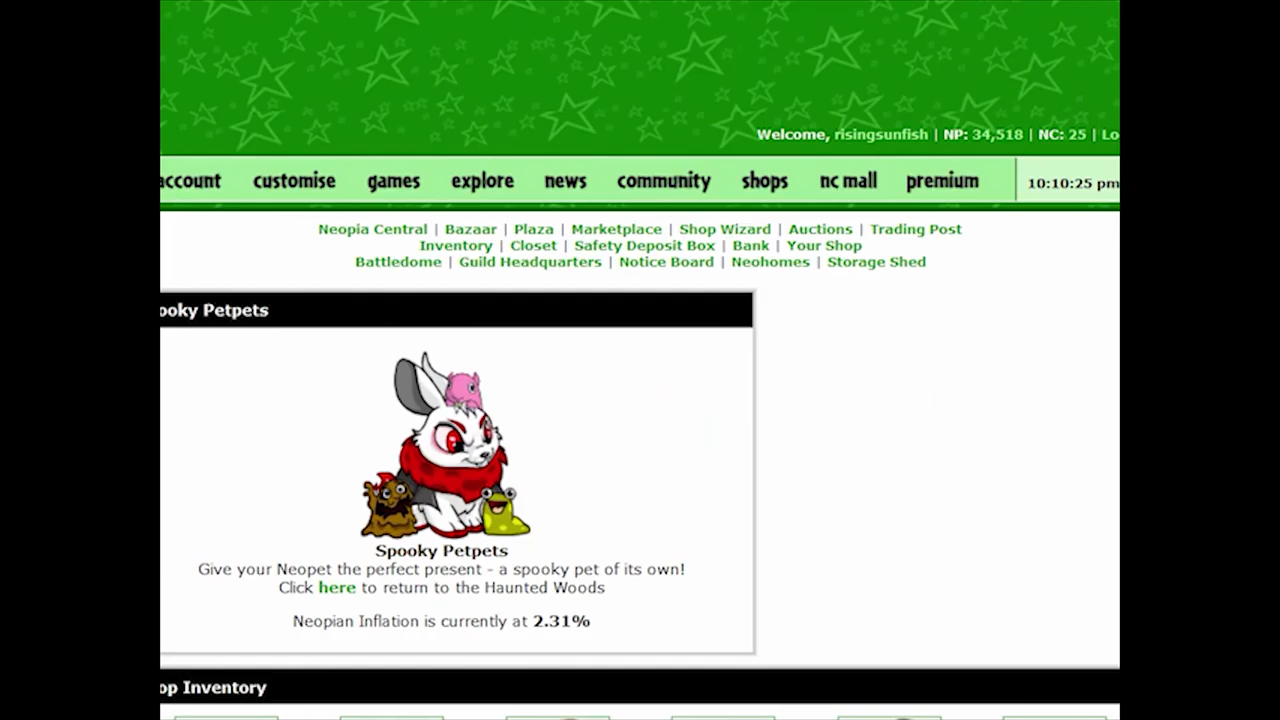 Welcome, risingsunfish | NP: 34,518 | NC: 25 | Lo
account customise games explore news community shops nc mall premium 10:10:25 pm
Neopia Central | Bazaar | Plaza | Marketplace | Shop Wizard | Auctions | Trading Post
Inventory | Closet | Safety Deposit Box | Bank | Your Shop
Battledome | Guild Headquarters | Notice Board | Neohomes | Storage Shed
ooky Petpets
Spooky Petpets
Give your Neopet the perfect present - a spooky pet of its own!
Click here to return to the Haunted Woods
Neopian Inflation is currently at 2.31%
op Inventory